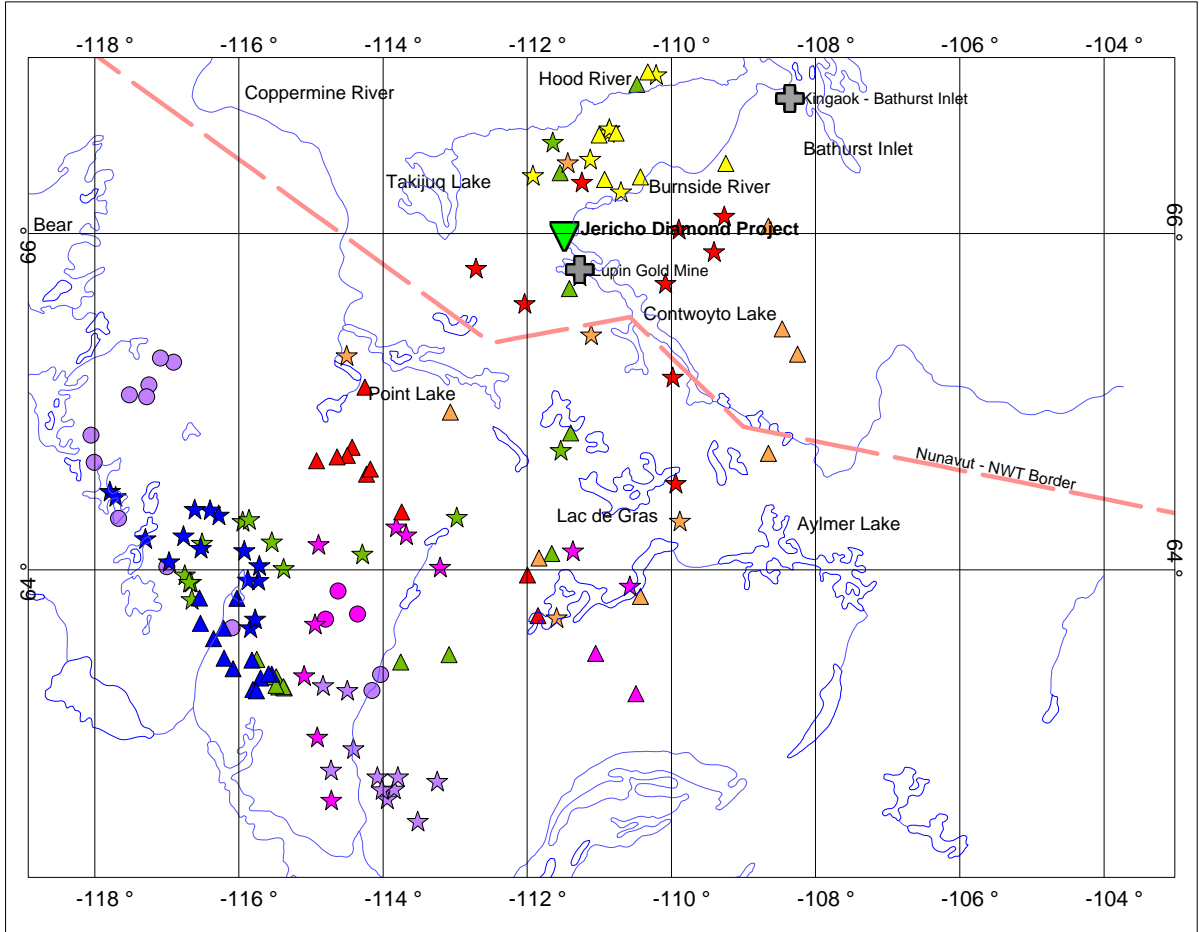 -118 ° -116 ° -114 ° -112 ° -110 ° -108 ° -106 ° -104 °
Hood River
Coppermine River
Kingaok - Bathurst Inlet
Bathurst Inlet
Takijuq Lake
Burnside River
Bear
Jericho Diamond Project
66 °
66 °
Lupin Gold Mine
Contwoyto Lake
Point Lake
Nunavut - NWT Border
Lac de Gras
Aylmer Lake
64 °
64 °
-118 ° -116 ° -114 ° -112 ° -110 ° -108 ° -106 ° -104 °